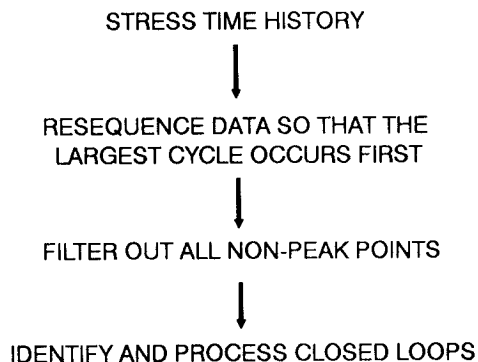 STRESS TIME HISTORY
RESEQUENCE DATA SO THAT THE
LARGEST CYCLE OCCURS FIRST
FILTER OUT ALL NON-PEAK POINTS
IDENTIFY AND PROCESS CLOSED LOOPS